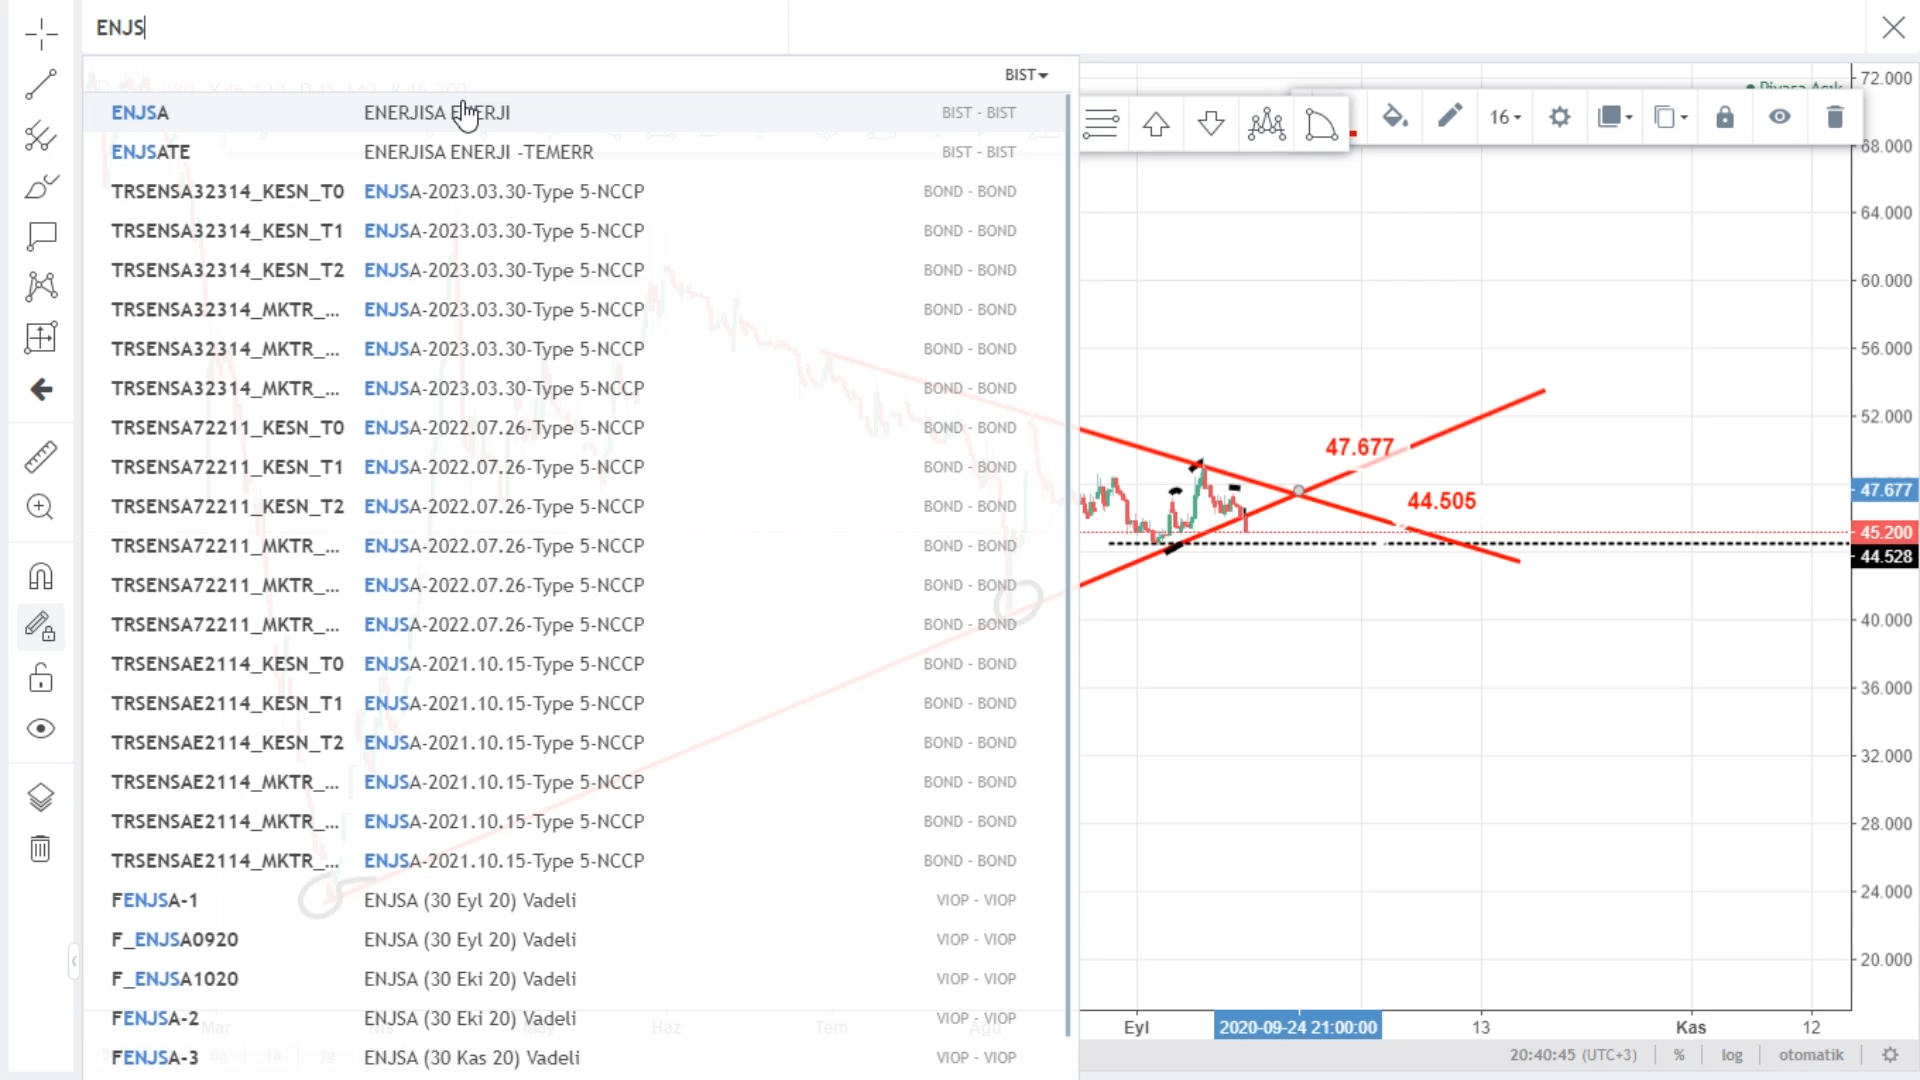 ENJS
BIST
ENJSA ENERJISA ENERJI BIST - BIST
ENJSATE ENERJISA ENERJI -TEMERR BIST - BIST
TRSENSA32314_KESN_T0 ENJSA-2023.03.30-Type 5-NCCP BOND - BOND
TRSENSA32314_KESN_T1 ENJSA-2023.03.30-Type 5-NCCP BOND - BOND
TRSENSA32314_KESN_T2 ENJSA-2023.03.30-Type 5-NCCP BOND - BOND
TRSENSA32314_MKTR_... ENJSA-2023.03.30-Type 5-NCCP BOND - BOND
TRSENSA32314_MKTR_... ENJSA-2023.03.30-Type 5-NCCP BOND - BOND
TRSENSA32314_MKTR_... ENJSA-2023.03.30-Type 5-NCCP BOND - BOND
TRSENSA72211_KESN_T0 ENJSA-2022.07.26-Type 5-NCCP BOND - BOND
TRSENSA72211_KESN_T1 ENJSA-2022.07.26-Type 5-NCCP BOND - BOND
TRSENSA72211_KESN_T2 ENJSA-2022.07.26-Type 5-NCCP BOND - BOND
TRSENSA72211_MKTR_... ENJSA-2022.07.26-Type 5-NCCP BOND - BOND
TRSENSA72211_MKTR_... ENJSA-2022.07.26-Type 5-NCCP BOND - BOND
TRSENSA72211_MKTR_... ENJSA-2022.07.26-Type 5-NCCP BOND - BOND
TRSENSAE2114_KESN_T0 ENJSA-2021.10.15-Type 5-NCCP BOND - BOND
TRSENSAE2114_KESN_T1 ENJSA-2021.10.15-Type 5-NCCP BOND - BOND
TRSENSAE2114_KESN_T2 ENJSA-2021.10.15-Type 5-NCCP BOND - BOND
TRSENSAE2114_MKTR_... ENJSA-2021.10.15-Type 5-NCCP BOND - BOND
TRSENSAE2114_MKTR_... ENJSA-2021.10.15-Type 5-NCCP BOND - BOND
TRSENSAE2114_MKTR_... ENJSA-2021.10.15-Type 5-NCCP BOND - BOND
FENJSA-1 ENJSA (30 Eyl 20) Vadeli VIOP - VIOP
F_ENJSA0920 ENJSA (30 Eyl 20) Vadeli VIOP - VIOP
F_ENJSA1020 ENJSA (30 Eki 20) Vadeli VIOP - VIOP
FENJSA-2 ENJSA (30 Eki 20) Vadeli VIOP - VIOP
FENJSA-3 ENJSA (30 Kas 20) Vadeli VIOP - VIOP
Mar Haz Tem
16
47.677
44.505
72.000
68.000
64.000
60.000
56.000
52.000
47.677
45.200
44.528
40.000
36.000
32.000
28.000
24.000
20.000
Eyl 2020-09-24 21:00:00 13 Kas 12
20:40:45 (UTC+3) % log otomatik